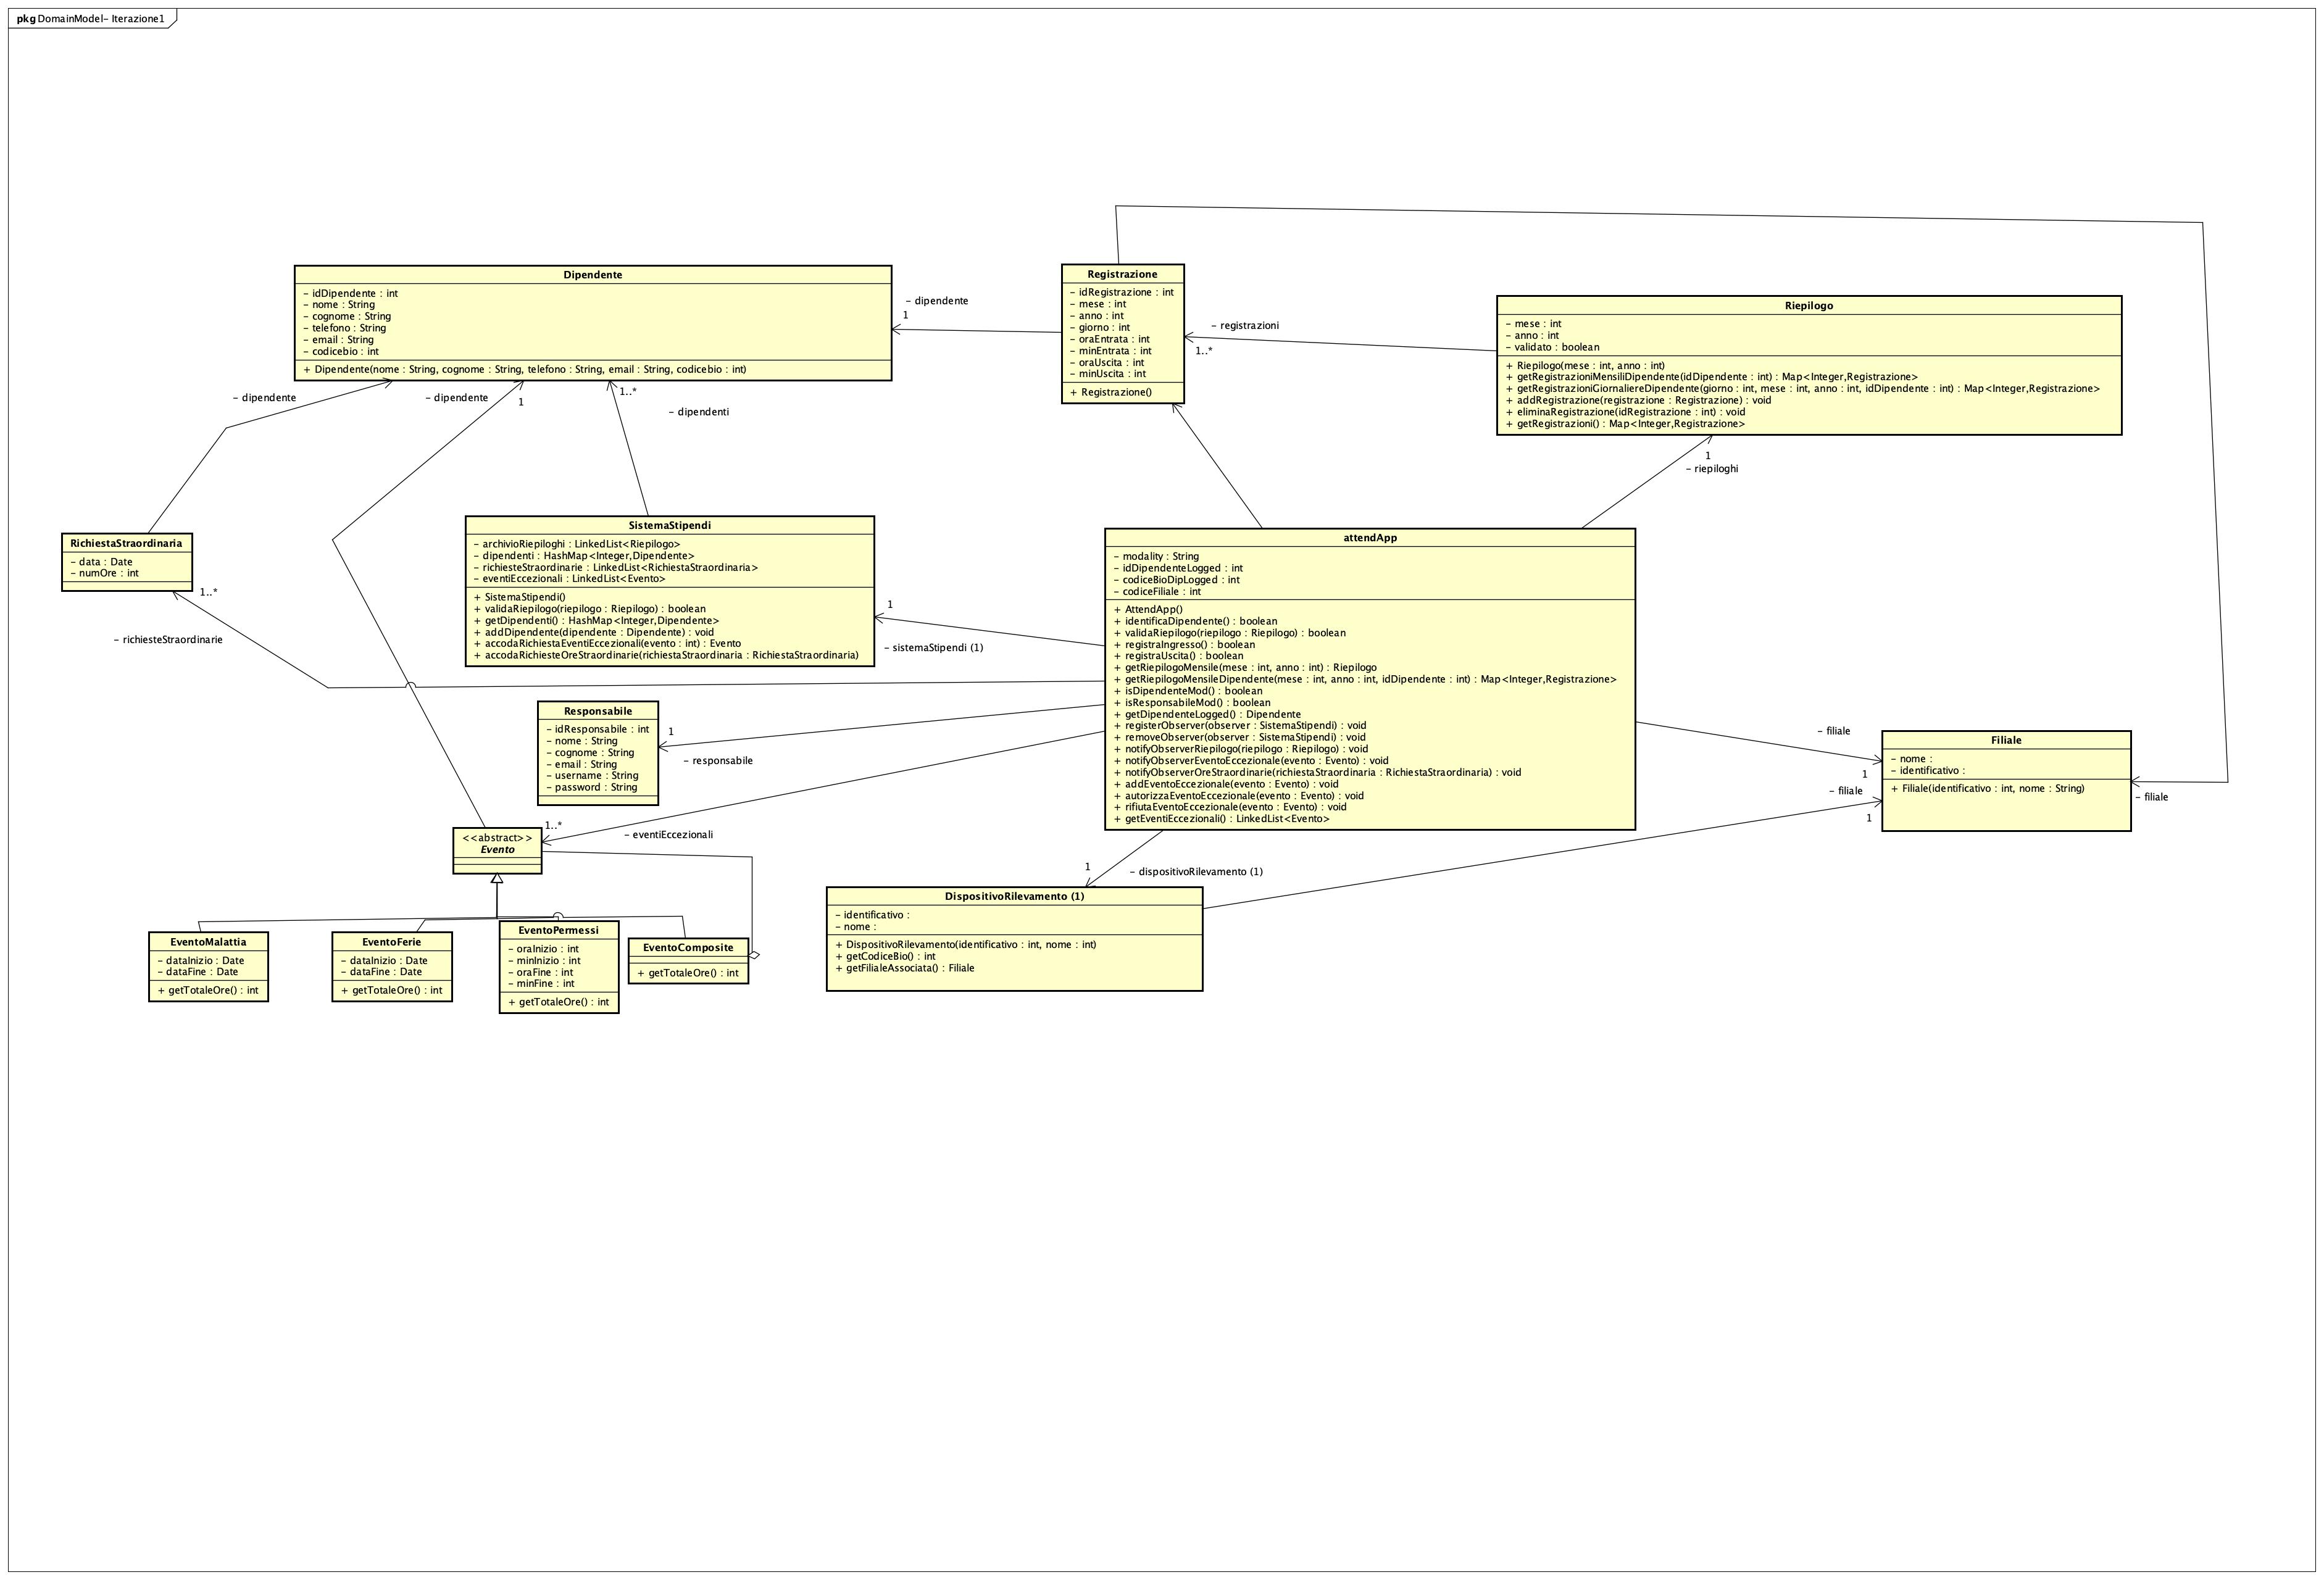 pkg DomainModel- Iterazione1
Dipendente
- idDipendente : int
- nome : String
- cognome : String
- telefono : String
- email : String
- codicebio : int
+ Dipendente(nome : String, cognome : String, telefono : String, email : String, codicebio : int)
- dipendente
1
Registrazione
- idRegistrazione : int
- mese : int
- anno : int
- giorno : int
- oraEntrata : int
- minEntrata : int
- oraUscita : int
- minUscita : int
+ Registrazione()
- registrazioni
1..*
Riepilogo
- mese : int
- anno : int
- validato : boolean
+ Riepilogo(mese : int, anno : int)
+ getRegistrazioniMensiliDipendente(idDipendente : int) : Map<Integer,Registrazione>
+ getRegistrazioniGiornaliereDipendente(giorno : int, mese : int, anno : int, idDipendente : int) : Map<Integer,Registrazione>
+ addRegistrazione(registrazione : Registrazione) : void
+ eliminaRegistrazione(idRegistrazione : int) : void
+ getRegistrazioni() : Map<Integer,Registrazione>
- dipendente
- dipendente
1
1..*
- dipendenti
1
- riepiloghi
RichiestaStraordinaria
- data : Date
- numOre : int
1..*
- richiesteStraordinarie
SistemaStipendi
- archivioRiepiloghi : LinkedList<Riepilogo>
- dipendenti : HashMap<Integer,Dipendente>
- richiesteStraordinarie : LinkedList<RichiestaStraordinaria>
- eventiEccezionali : LinkedList<Evento>
+ SistemaStipendi()
+ validaRiepilogo(riepilogo : Riepilogo) : boolean
+ getDipendenti() : HashMap<Integer,Dipendente>
+ addDipendente(dipendente : Dipendente) : void
+ accodaRichiestaEventiEccezionali(evento : int) : Evento
+ accodaRichiesteOreStraordinarie(richiestaStraordinaria : RichiestaStraordinaria)
1
- sistemaStipendi (1)
attendApp
- modality : String
- idDipendenteLogged : int
- codiceBioDipLogged : int
- codiceFiliale : int
+ AttendApp()
+ identificaDipendente() : boolean
+ validaRiepilogo(riepilogo : Riepilogo) : boolean
+ registraIngresso() : boolean
+ registraUscita() : boolean
+ getRiepilogoMensile(mese : int, anno : int) : Riepilogo
+ getRiepilogoMensileDipendente(mese : int, anno : int, idDipendente : int) : Map<Integer,Registrazione>
+ isDipendenteMod() : boolean
+ isResponsabileMod() : boolean
+ getDipendenteLogged() : Dipendente
+ registerObserver(observer : SistemaStipendi) : void
+ removeObserver(observer : SistemaStipendi) : void
+ notifyObserverRiepilogo(riepilogo : Riepilogo) : void
+ notifyObserverEventoEccezionale(evento : Evento) : void
+ notifyObserverOreStraordinarie(richiestaStraordinaria : RichiestaStraordinaria) : void
+ addEventoEccezionale(evento : Evento) : void
+ autorizzaEventoEccezionale(evento : Evento) : void
+ rifiutaEventoEccezionale(evento : Evento) : void
+ getEventiEccezionali() : LinkedList<Evento>
Responsabile
- idResponsabile : int
- nome : String
- cognome : String
- email : String
- username : String
- password : String
1
- responsabile
- filiale
1
- filiale
1
Filiale
- nome :
- identificativo :
+ Filiale(identificativo : int, nome : String)
- filiale
<<abstract>>
Evento
1..*
- eventiEccezionali
1
- dispositivoRilevamento (1)
DispositivoRilevamento (1)
- identificativo :
- nome :
+ DispositivoRilevamento(identificativo : int, nome : int)
+ getCodiceBio() : int
+ getFilialeAssociata() : Filiale
EventoMalattia
- dataInizio : Date
- dataFine : Date
+ getTotaleOre() : int
EventoFerie
- dataInizio : Date
- dataFine : Date
+ getTotaleOre() : int
EventoPermessi
- oraInizio : int
- minInizio : int
- oraFine : int
- minFine : int
+ getTotaleOre() : int
EventoComposite
+ getTotaleOre() : int